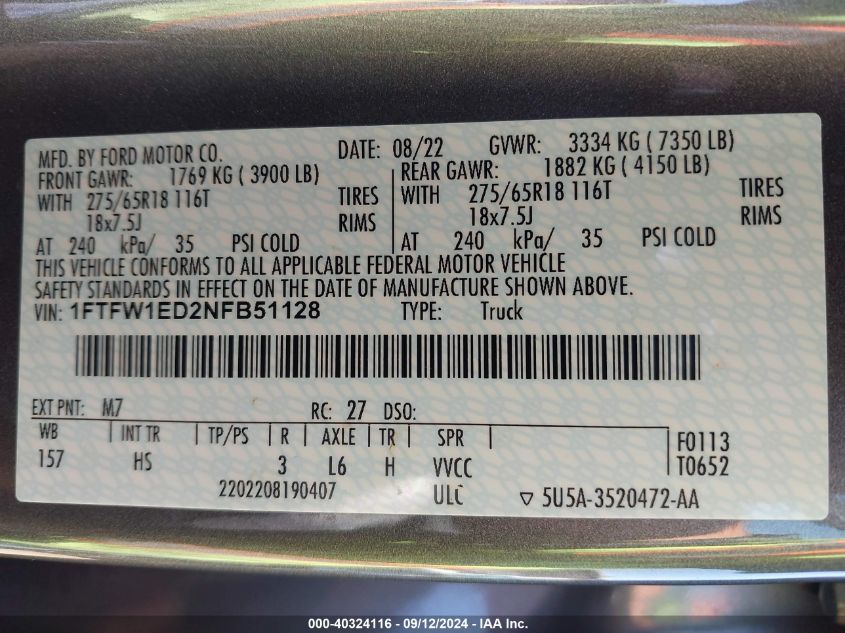 MFD. BY FORD MOTOR CO. DATE: 08/22 GVWR: 3334 KG ( 7350 LB)
FRONT GAWR: 1769 KG ( 3900 LB) REAR GAWR: 1882 KG ( 4150 LB)
WITH 275/65R18 116T TIRES WITH 275/65R18 116T TIRES
18x7.5J RIMS 18x7.5J RIMS
AT 240 kPa/ 35 PSI COLD AT 240 kPa/ 35 PSI COLD
THIS VEHICLE CONFORMS TO ALL APPLICABLE FEDERAL MOTOR VEHICLE
SAFETY STANDARDS IN EFFECT ON THE DATE OF MANUFACTURE SHOWN ABOVE.
VIN: 1FTFW1ED2NFB51128 TYPE: Truck
EXT PNT: M7 RC: 27 DSO:
WB INT TR TP/PS R AXLE TR SPR F0113
157 HS 3 L6 H VVCC T0652
2202208190407 ULC ▽ 5U5A-3520472-AA
000-40324116 - 09/12/2024 - IAA Inc.